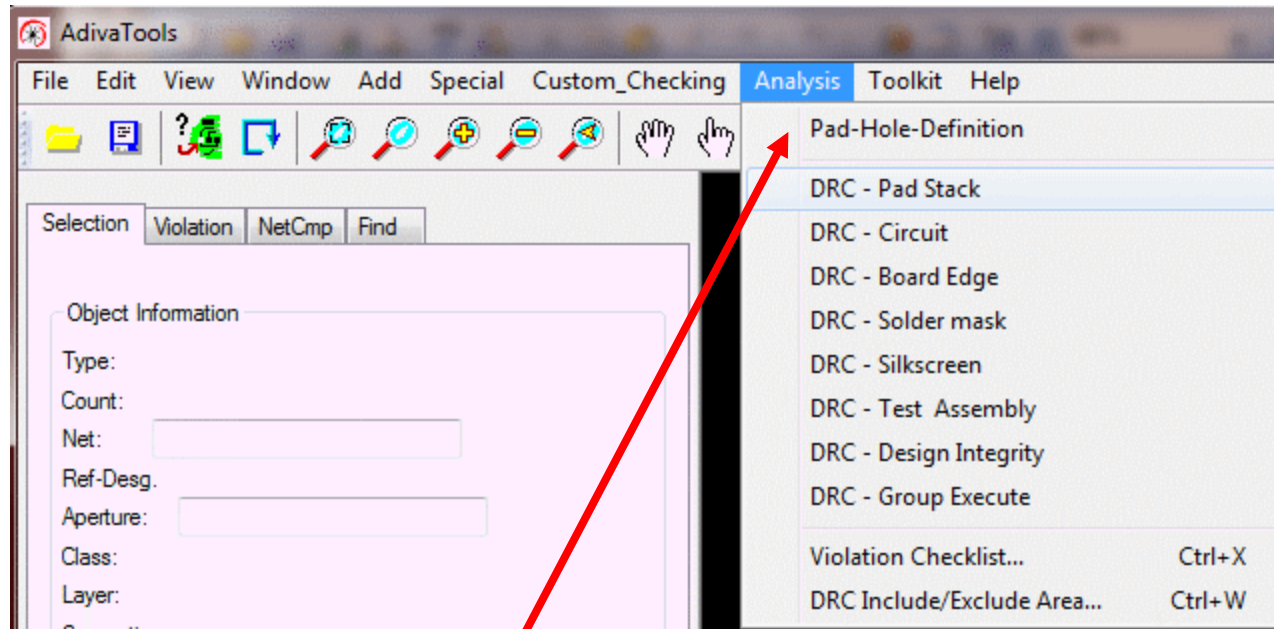 AdivaTools
File Edit View Window Add Special Custom_Checking Analysis Toolkit Help
Pad-Hole-Definition
DRC - Pad Stack
DRC - Circuit
DRC - Board Edge
DRC - Solder mask
DRC - Silkscreen
DRC - Test Assembly
DRC - Design Integrity
DRC - Group Execute
Violation Checklist... Ctrl+X
DRC Include/Exclude Area... Ctrl+W
Selection Violation NetCmp Find
Object Information
Type:
Count:
Net:
Ref-Desg.
Aperture:
Class:
Layer: